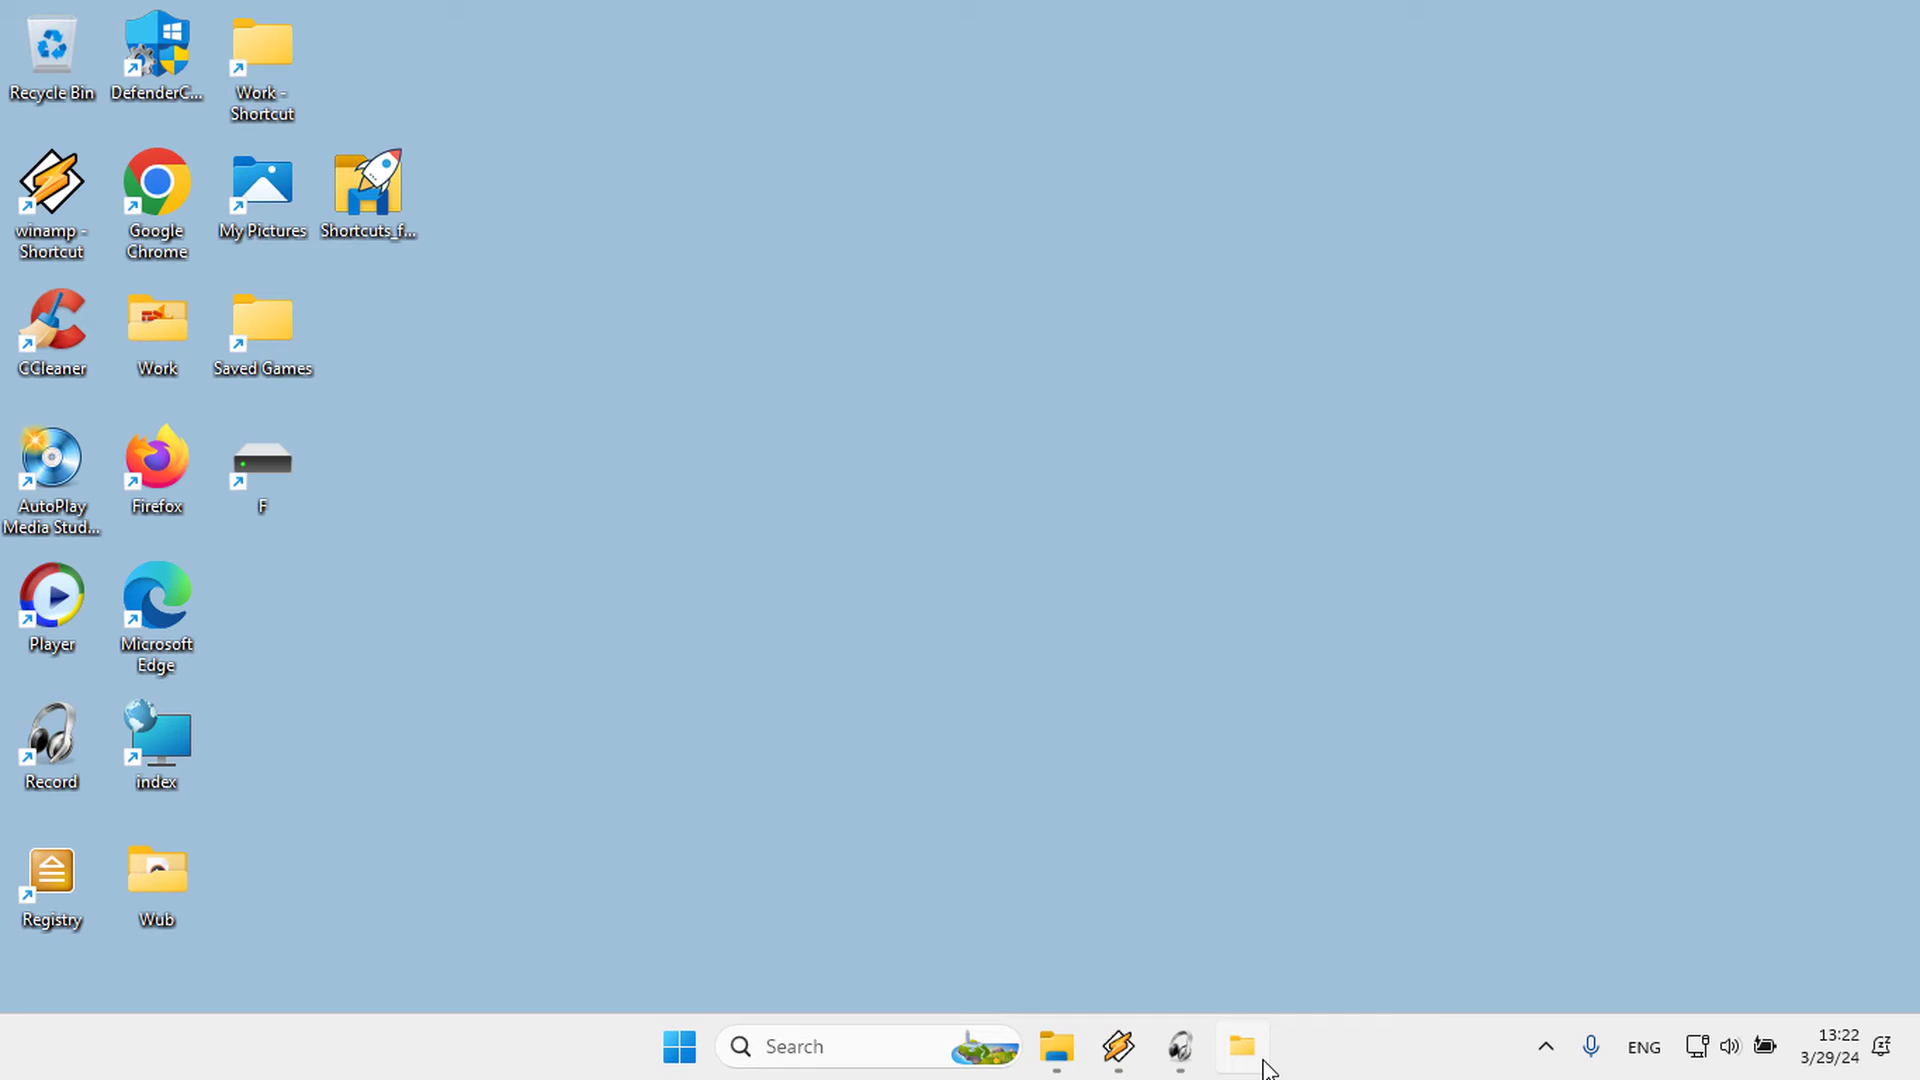 Recycle Bin
DefenderC...
Work -
Shortcut
winamp -
Shortcut
Google
Chrome
My Pictures
Shortcuts_f...
CCleaner
Work
Saved Games
AutoPlay
Media Stud...
Firefox
F
Player
Microsoft
Edge
Record
index
Registry
Wub
Search
ENG
13:22
3/29/24